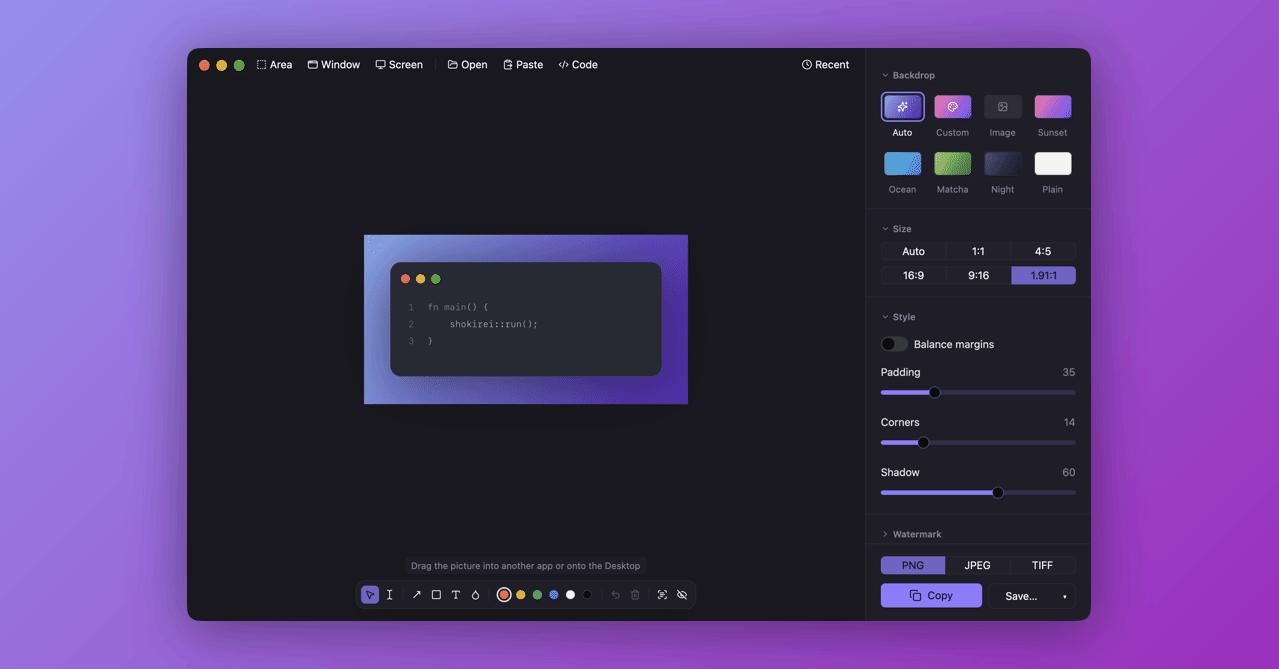 Area Window Screen Open Paste Code Recent
Backdrop
Auto Custom Image Sunset
Ocean Matcha Night Plain
Size
Auto 1:1 4:5
16:9 9:16 1.91:1
Style
Balance margins
Padding 35
Corners 14
Shadow 60
Watermark
PNG JPEG TIFF
Copy Save...
1 fn main() {
2     shokirei::run();
3 }
Drag the picture into another app or onto the Desktop